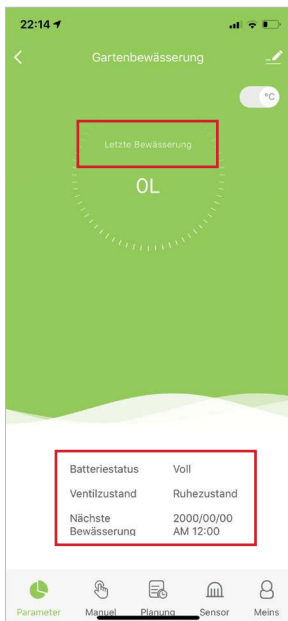 22:14
Gartenbewässerung
°C
Letzte Bewässerung
0L
Batteriestatus Voll
Ventilzustand Ruhezustand
Nächste 2000/00/00
Bewässerung AM 12:00
Parameter Manuel Planung Sensor Meins